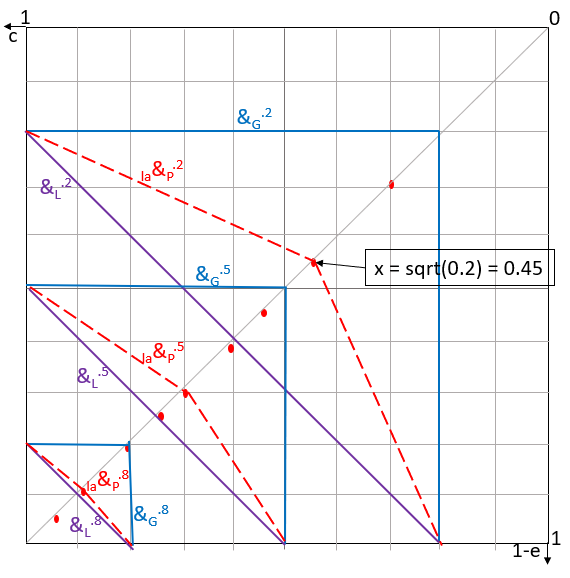 1
0
c
&G.2
la&P.2
&L.2
x = sqrt(0.2) = 0.45
&G.5
la&P.5
&L.5
la&P.8
&G.8
&L.8
1
1-e